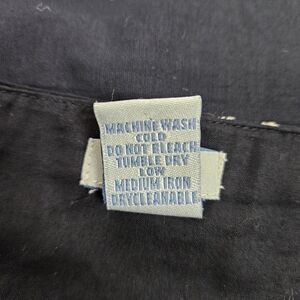 MACHINE WASH
COLD
DO NOT BLEACH
TUMBLE DRY
LOW
MEDIUM IRON
DRYCLEANABLE